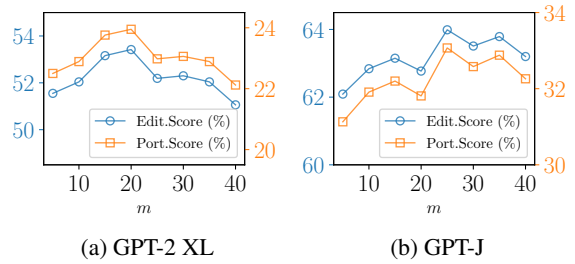 54
52
50
24
22
20
Edit.Score (%)
Port.Score (%)
10 20 30 40
m
(a) GPT-2 XL
64
62
60
34
32
30
Edit.Score (%)
Port.Score (%)
10 20 30 40
m
(b) GPT-J